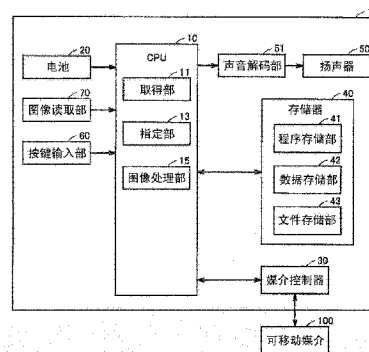 20
电池
70
图像读取部
60
按键输入部
10
CPU
11
取得部
13
指定部
15
图像处理部
51
声音解码部
50
扬声器
40
存储器
41
程序存储部
42
数据存储部
43
文件存储部
30
媒介控制器
100
可移动媒介